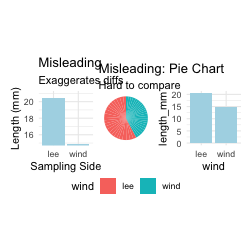 Misleading
Exaggerates diffs
Length (mm)
20
18
16
lee wind
Sampling Side
Misleading: Pie Chart
Hard to compare
length_mm
20
15
10
5
0
lee wind
wind
wind lee wind